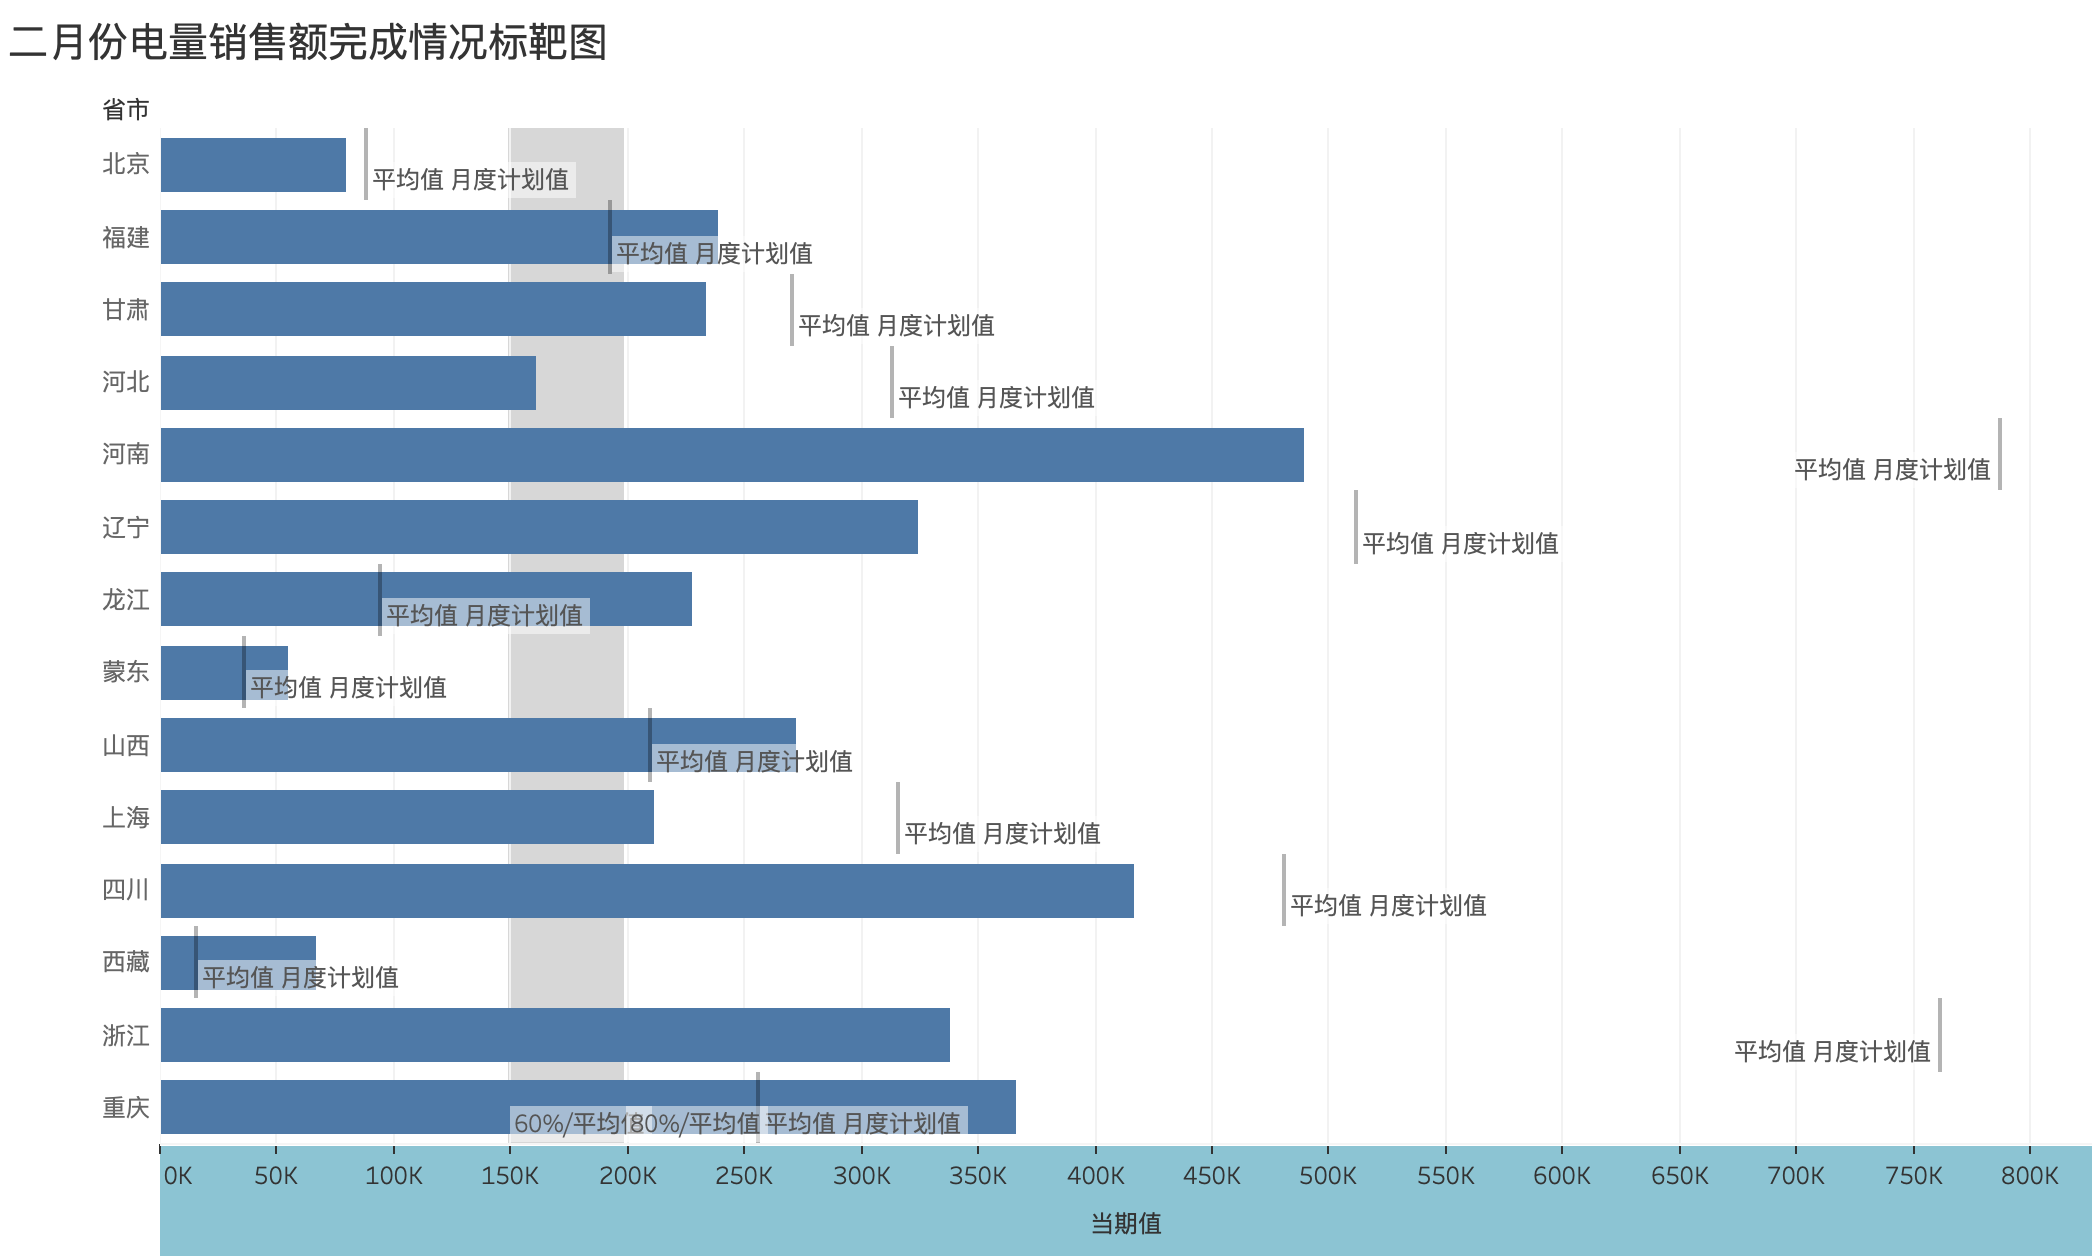 二月份电量销售额完成情况标靶图
省市
北京
平均值 月度计划值
福建
平均值 月度计划值
甘肃
平均值 月度计划值
河北
平均值 月度计划值
河南
平均值 月度计划值
辽宁
平均值 月度计划值
龙江
平均值 月度计划值
蒙东
平均值 月度计划值
山西
平均值 月度计划值
上海
平均值 月度计划值
四川
平均值 月度计划值
西藏
平均值 月度计划值
浙江
平均值 月度计划值
重庆
60%/平均值
80%/平均值
平均值 月度计划值
0K 50K 100K 150K 200K 250K 300K 350K 400K 450K 500K 550K 600K 650K 700K 750K 800K
当期值